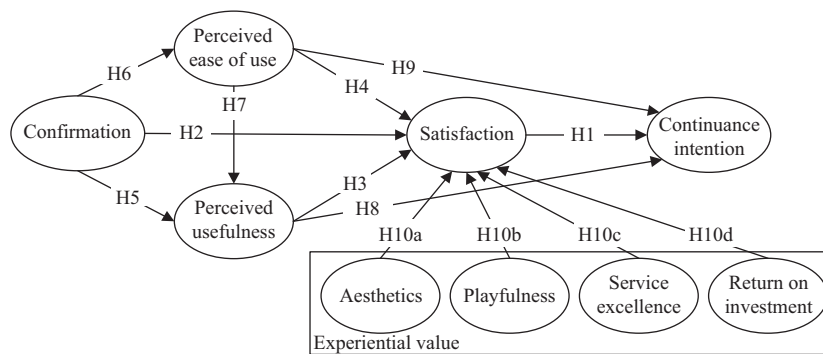 Perceived
ease of use
H6
H9
H7
H4
Confirmation
H2
Satisfaction
H1
Continuance
intention
H5
H3
Perceived
usefulness
H8
H10a
H10b
H10c
H10d
Aesthetics
Playfulness
Service
excellence
Return on
investment
Experiential value